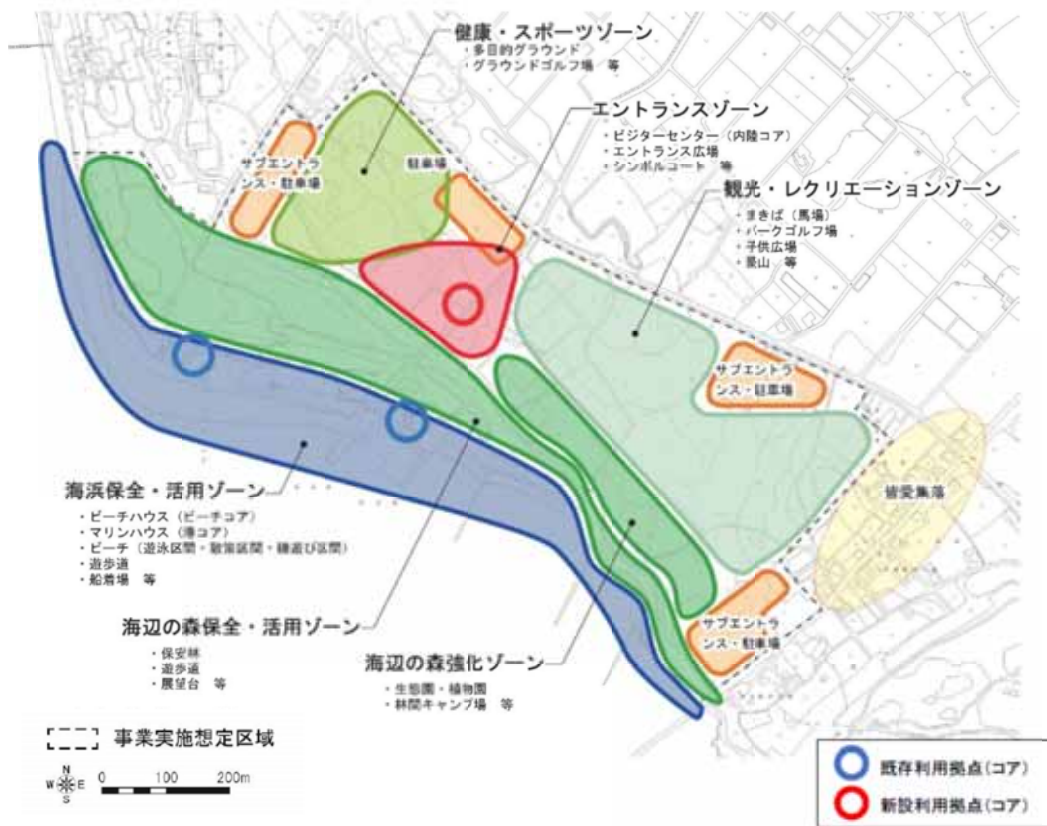 健康・スポーツゾーン
・多目的グラウンド
・グラウンドゴルフ場 等
エントランスゾーン
・ビジターセンター（内陸コア）
・エントランス広場
・シンボルコート 等
サブエントラ
ンス・駐車場
駐車場
観光・レクリエーションゾーン
・まきば（馬場）
・パークゴルフ場
・子供広場
・景山 等
サブエントラ
ンス・駐車場
皆愛集落
海浜保全・活用ゾーン
・ビーチハウス（ビーチコア）
・マリンハウス（港コア）
・ビーチ（遊泳区間・散策区間・磯遊び区間）
・遊歩道
・船着場 等
海辺の森保全・活用ゾーン
・保安林
・遊歩道
・展望台 等
海辺の森強化ゾーン
・生態園・植物園
・林間キャンプ場 等
サブエントラ
ンス・駐車場
事業実施想定区域
N
W E
S
0 100 200m
既存利用拠点(コア)
新設利用拠点(コア)